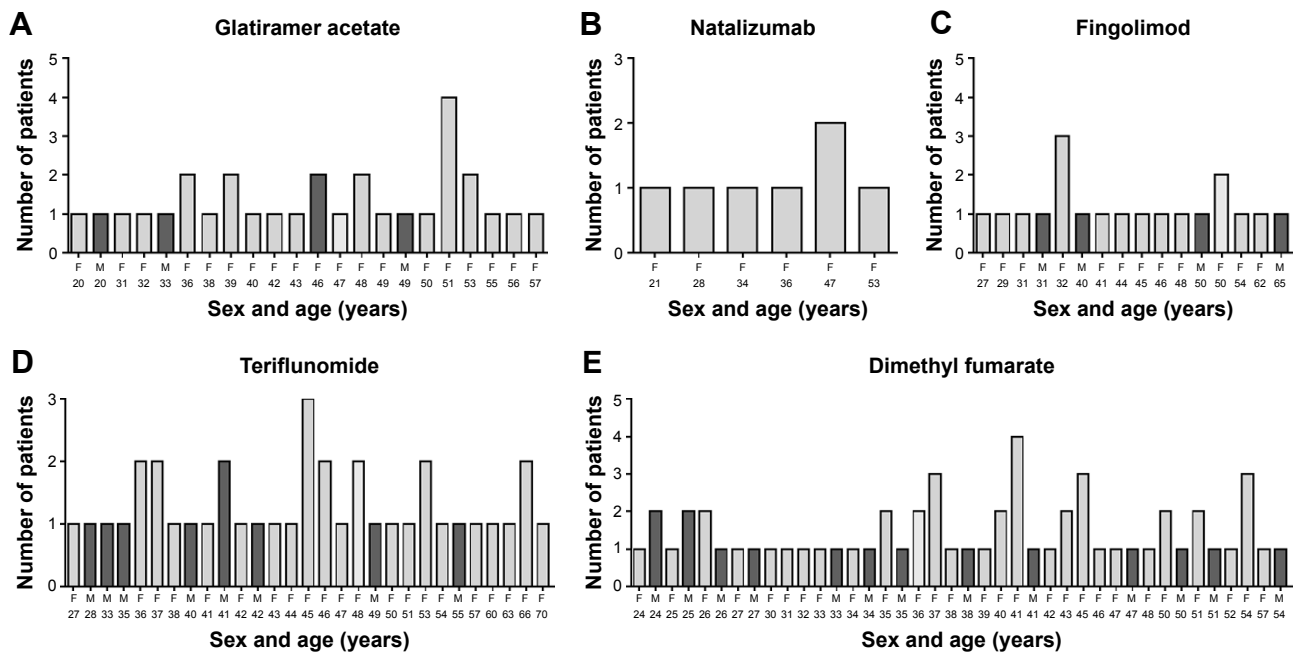 A
Glatiramer acetate
Number of patients
5
4
3
2
1
0
F M F F M F F F F F F F F F F M F F F F F F
20 20 31 32 33 36 38 39 40 42 43 46 47 48 49 49 50 51 53 55 56 57
Sex and age (years)
B
Natalizumab
Number of patients
3
2
1
0
F F F F F F
21 28 34 36 47 53
Sex and age (years)
C
Fingolimod
Number of patients
5
4
3
2
1
0
F F F M F M F F F F F M F F F M
27 29 31 31 32 40 41 44 45 46 48 50 50 54 62 65
Sex and age (years)
D
Teriflunomide
Number of patients
3
2
1
0
F M M M F F F M F M F M F F F F F F M F F F F M F F F F F
27 28 33 35 36 37 38 40 41 41 42 42 43 44 45 46 47 48 49 50 51 53 54 55 57 60 63 66 70
Sex and age (years)
E
Dimethyl fumarate
Number of patients
5
4
3
2
1
0
F M F M F M F M F F F F M F M F M F F F M F F F M F F F F F M F F M F M F F F M
24 24 25 25 26 26 27 27 30 31 32 33 33 34 34 35 35 36 37 38 38 39 40 41 41 42 43 45 46 47 47 48 50 50 51 51 52 54 57 54
Sex and age (years)